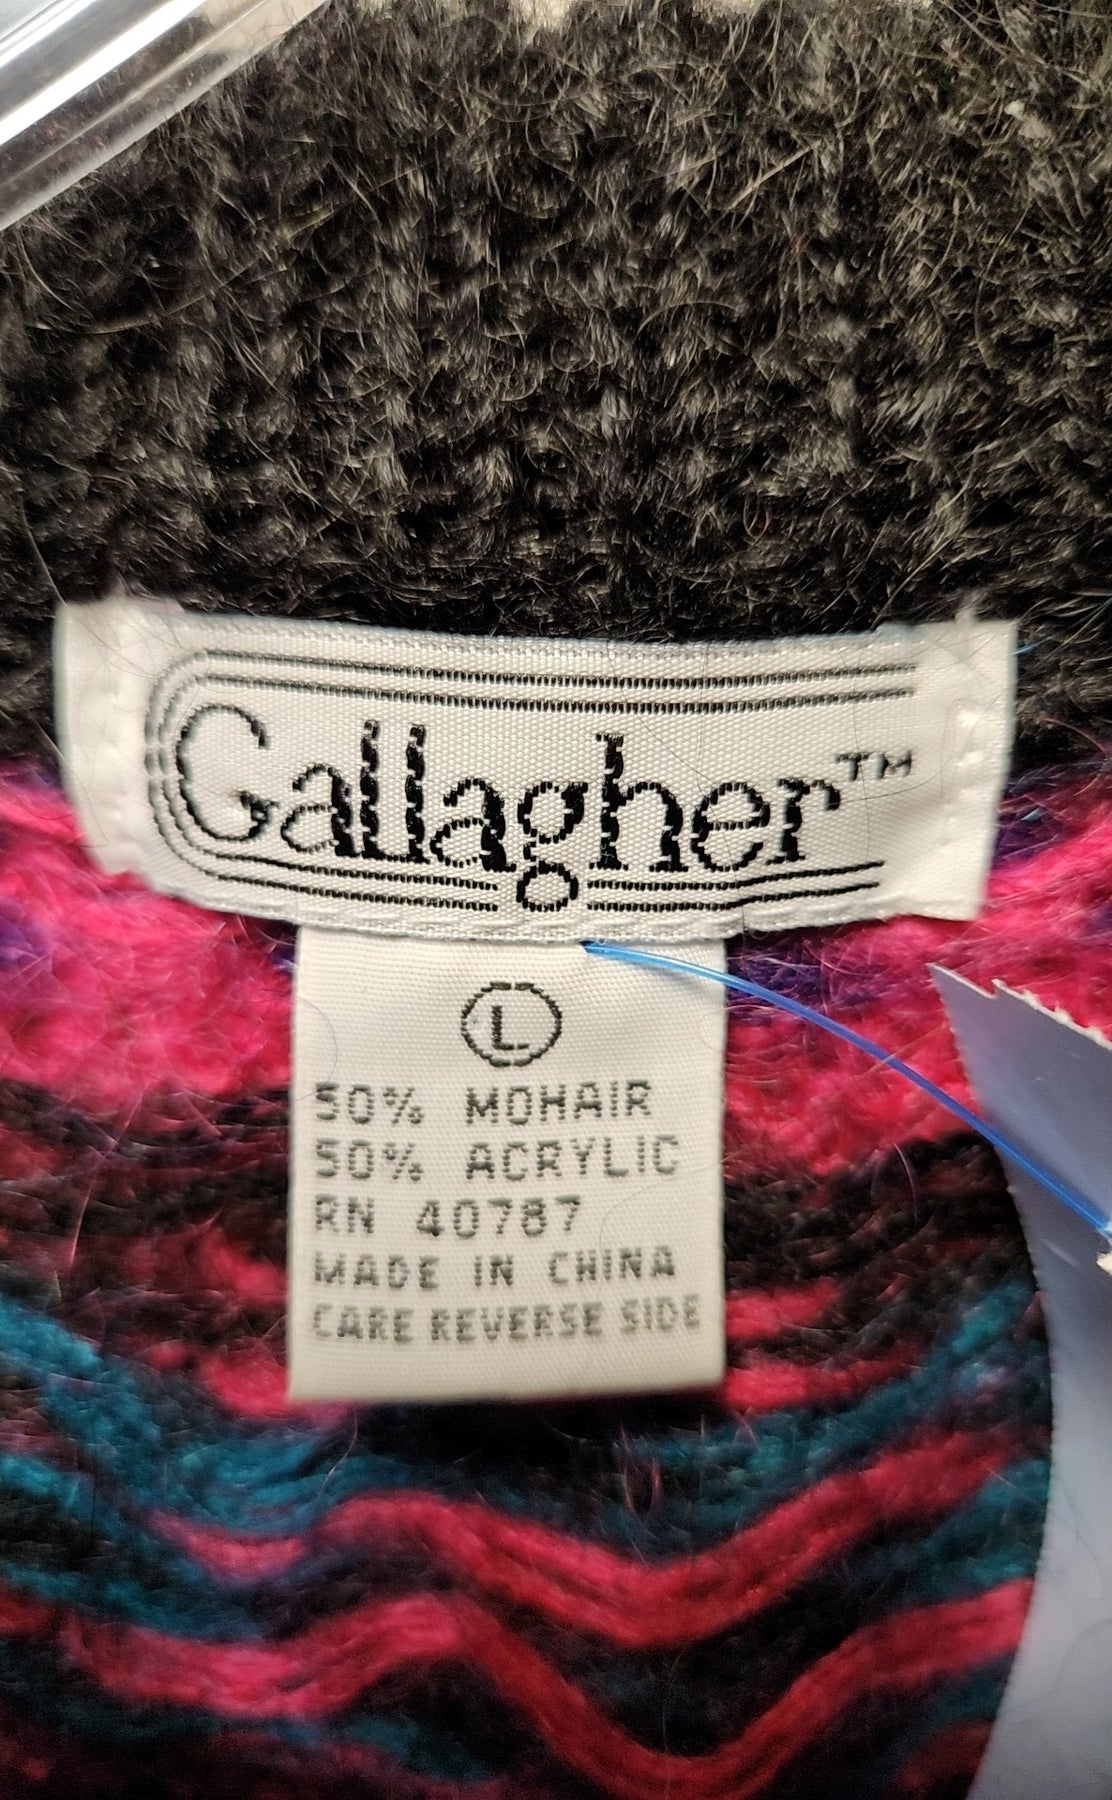 Gallagher™
L
50% MOHAIR
50% ACRYLIC
RN 40787
MADE IN CHINA
CARE REVERSE SIDE